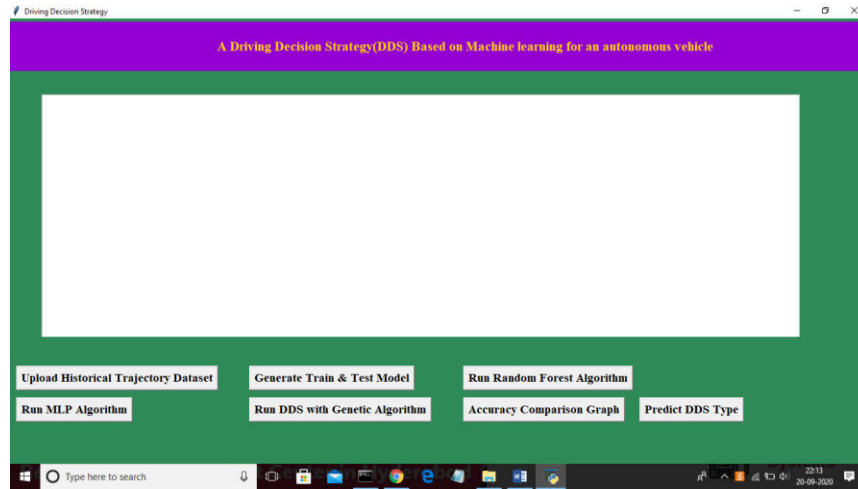 Driving Decision Strategy
A Driving Decision Strategy(DDS) Based on Machine learning for an autonomous vehicle
Upload Historical Trajectory Dataset
Generate Train & Test Model
Run Random Forest Algorithm
Run MLP Algorithm
Run DDS with Genetic Algorithm
Accuracy Comparison Graph
Predict DDS Type
Type here to search
22:13
20-09-2020